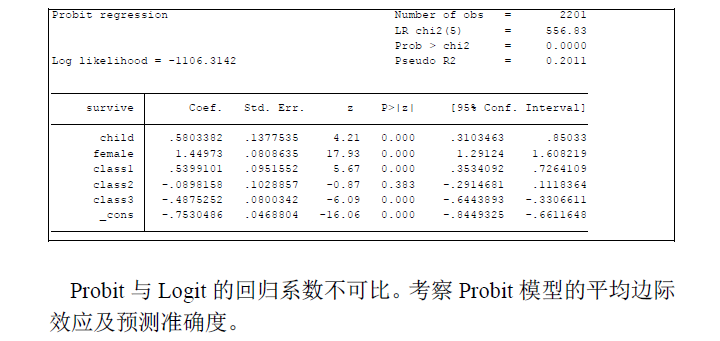 Probit regression Number of obs = 2201
LR chi2(5) = 556.83
Prob > chi2 = 0.0000
Log likelihood = -1106.3142 Pseudo R2 = 0.2011
survive Coef. Std. Err. z P>|z| [95% Conf. Interval]
child .5803382 .1377535 4.21 0.000 .3103463 .85033
female 1.44973 .0808635 17.93 0.000 1.29124 1.608219
class1 .5399101 .0951552 5.67 0.000 .3534092 .7264109
class2 -.0898158 .1028857 -0.87 0.383 -.2914681 .1118364
class3 -.4875252 .0800342 -6.09 0.000 -.6443893 -.3306611
_cons -.7530486 .0468804 -16.06 0.000 -.8449325 -.6611648
Probit 与 Logit 的回归系数不可比。考察 Probit 模型的平均边际
效应及预测准确度。